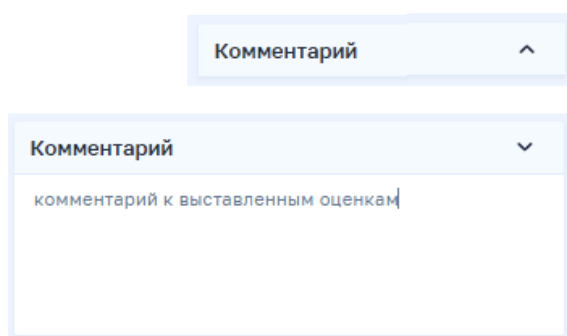 Комментарий
Комментарий
комментарий к выставленным оценкам